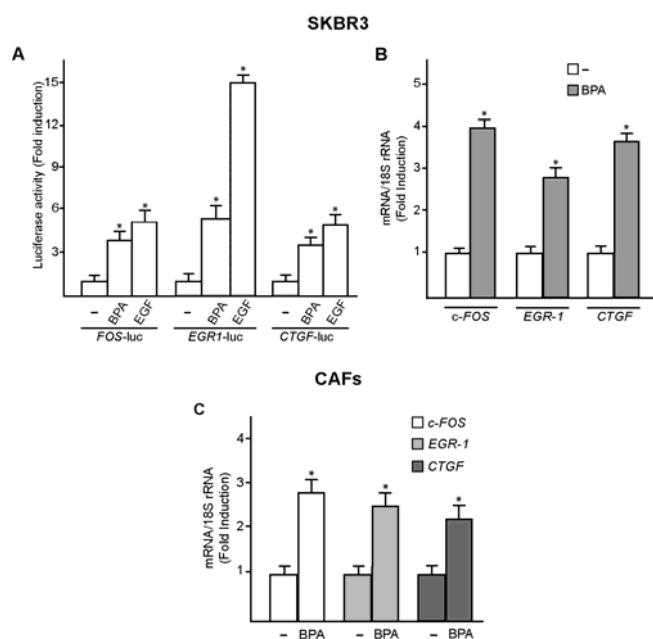 SKBR3
A
Luciferase activity (Fold induction)
15
12
9
6
3
*
*
*
*
*
*
– BPA EGF – BPA EGF – BPA EGF
FOS-luc EGR1-luc CTGF-luc
B
–
BPA
mRNA/18S rRNA
(Fold Induction)
5
4
3
2
1
*
*
*
c-FOS EGR-1 CTGF
CAFs
C
c-FOS
EGR-1
CTGF
mRNA/18S rRNA
(Fold Induction)
4
3
2
1
*
*
*
– BPA – BPA – BPA